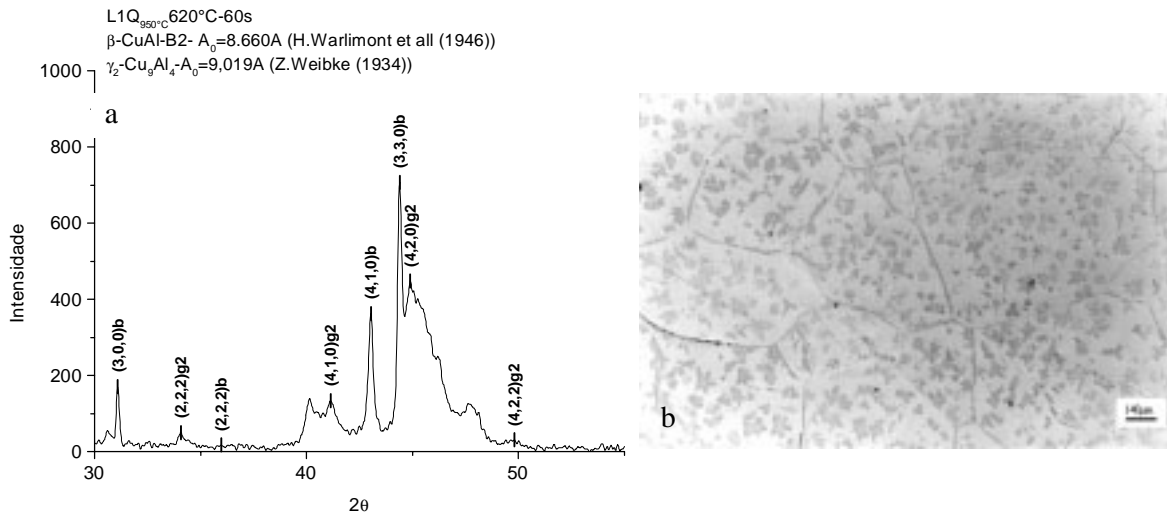 L1Q950°C620°C-60s
β-CuAl-B2- A0=8.660A (H.Warlimont et all (1946))
γ2-Cu9Al4-A0=9,019A (Z.Weibke (1934))
1000
a
800
600
400
200
0
Intensidade
(3,0,0)b
(2,2,2)g2
(2,2,2)b
(4,1,0)g2
(4,1,0)b
(3,3,0)b
(4,2,0)g2
(4,2,2)g2
30
40
50
2θ
b